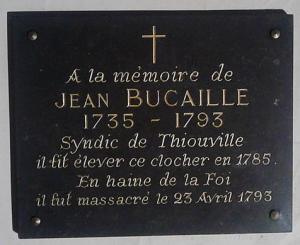 A la mémoire de
JEAN BUCAILLE
1735 - 1793
Syndic de Thiouville
il fit élever ce clocher en 1785.
En haine de la Foi
il fut massacré le 23 Avril 1793